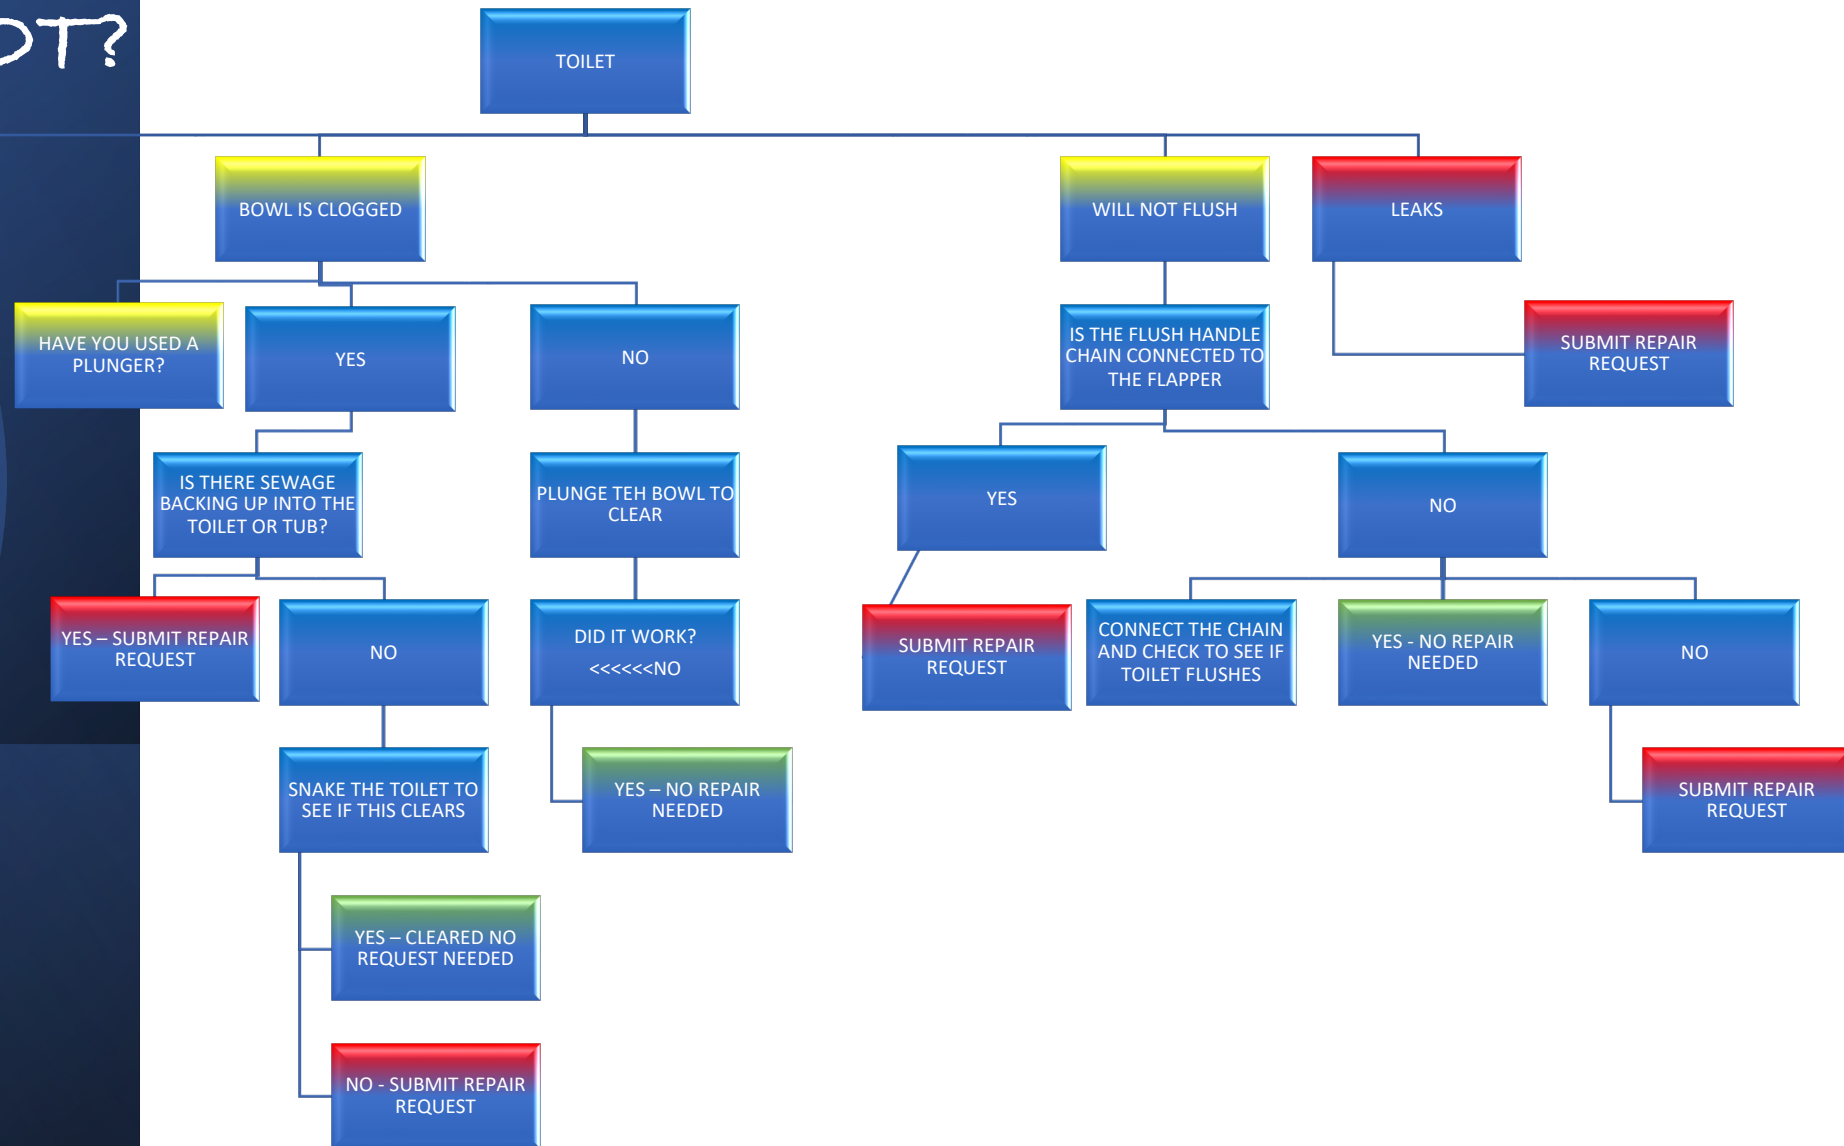 OT?
TOILET
BOWL IS CLOGGED
WILL NOT FLUSH
LEAKS
HAVE YOU USED A
PLUNGER?
YES
NO
IS THE FLUSH HANDLE
CHAIN CONNECTED TO
THE FLAPPER
SUBMIT REPAIR
REQUEST
IS THERE SEWAGE
BACKING UP INTO THE
TOILET OR TUB?
PLUNGE TEH BOWL TO
CLEAR
YES
NO
YES – SUBMIT REPAIR
REQUEST
NO
DID IT WORK?
<<<<<<NO
SUBMIT REPAIR
REQUEST
CONNECT THE CHAIN
AND CHECK TO SEE IF
TOILET FLUSHES
YES - NO REPAIR
NEEDED
NO
SNAKE THE TOILET TO
SEE IF THIS CLEARS
YES – NO REPAIR
NEEDED
SUBMIT REPAIR
REQUEST
YES – CLEARED NO
REQUEST NEEDED
NO - SUBMIT REPAIR
REQUEST